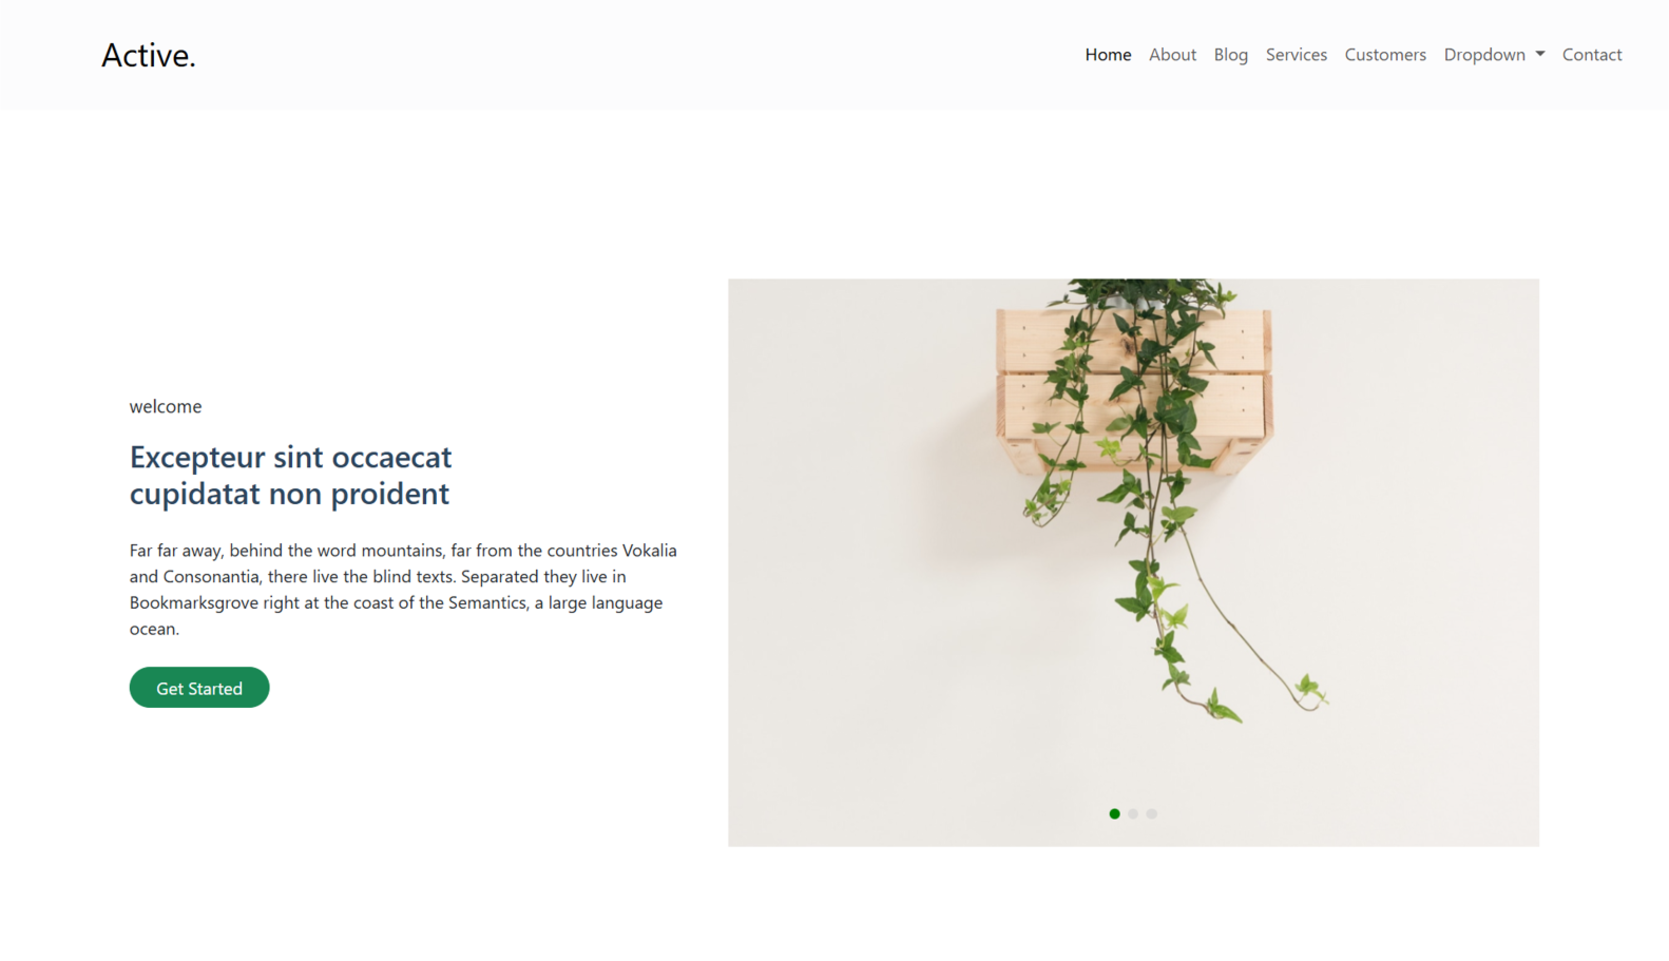 Active.
Home About Blog Services Customers Dropdown Contact
welcome
Excepteur sint occaecat
cupidatat non proident
Far far away, behind the word mountains, far from the countries Vokalia
and Consonantia, there live the blind texts. Separated they live in
Bookmarksgrove right at the coast of the Semantics, a large language
ocean.
Get Started